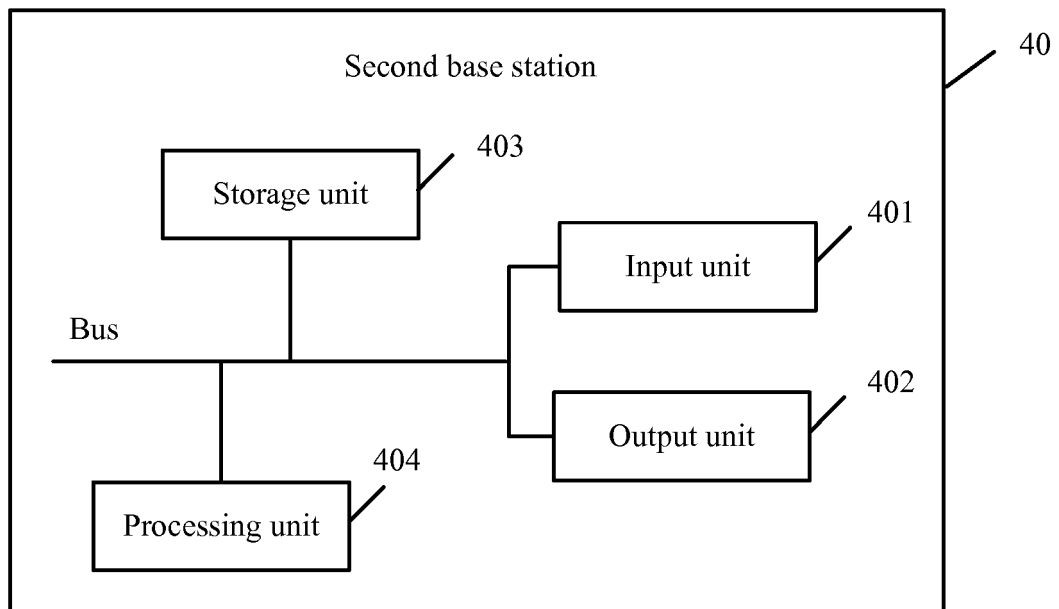 40
Second base station
403
Storage unit
401
Input unit
Bus
402
Output unit
404
Processing unit